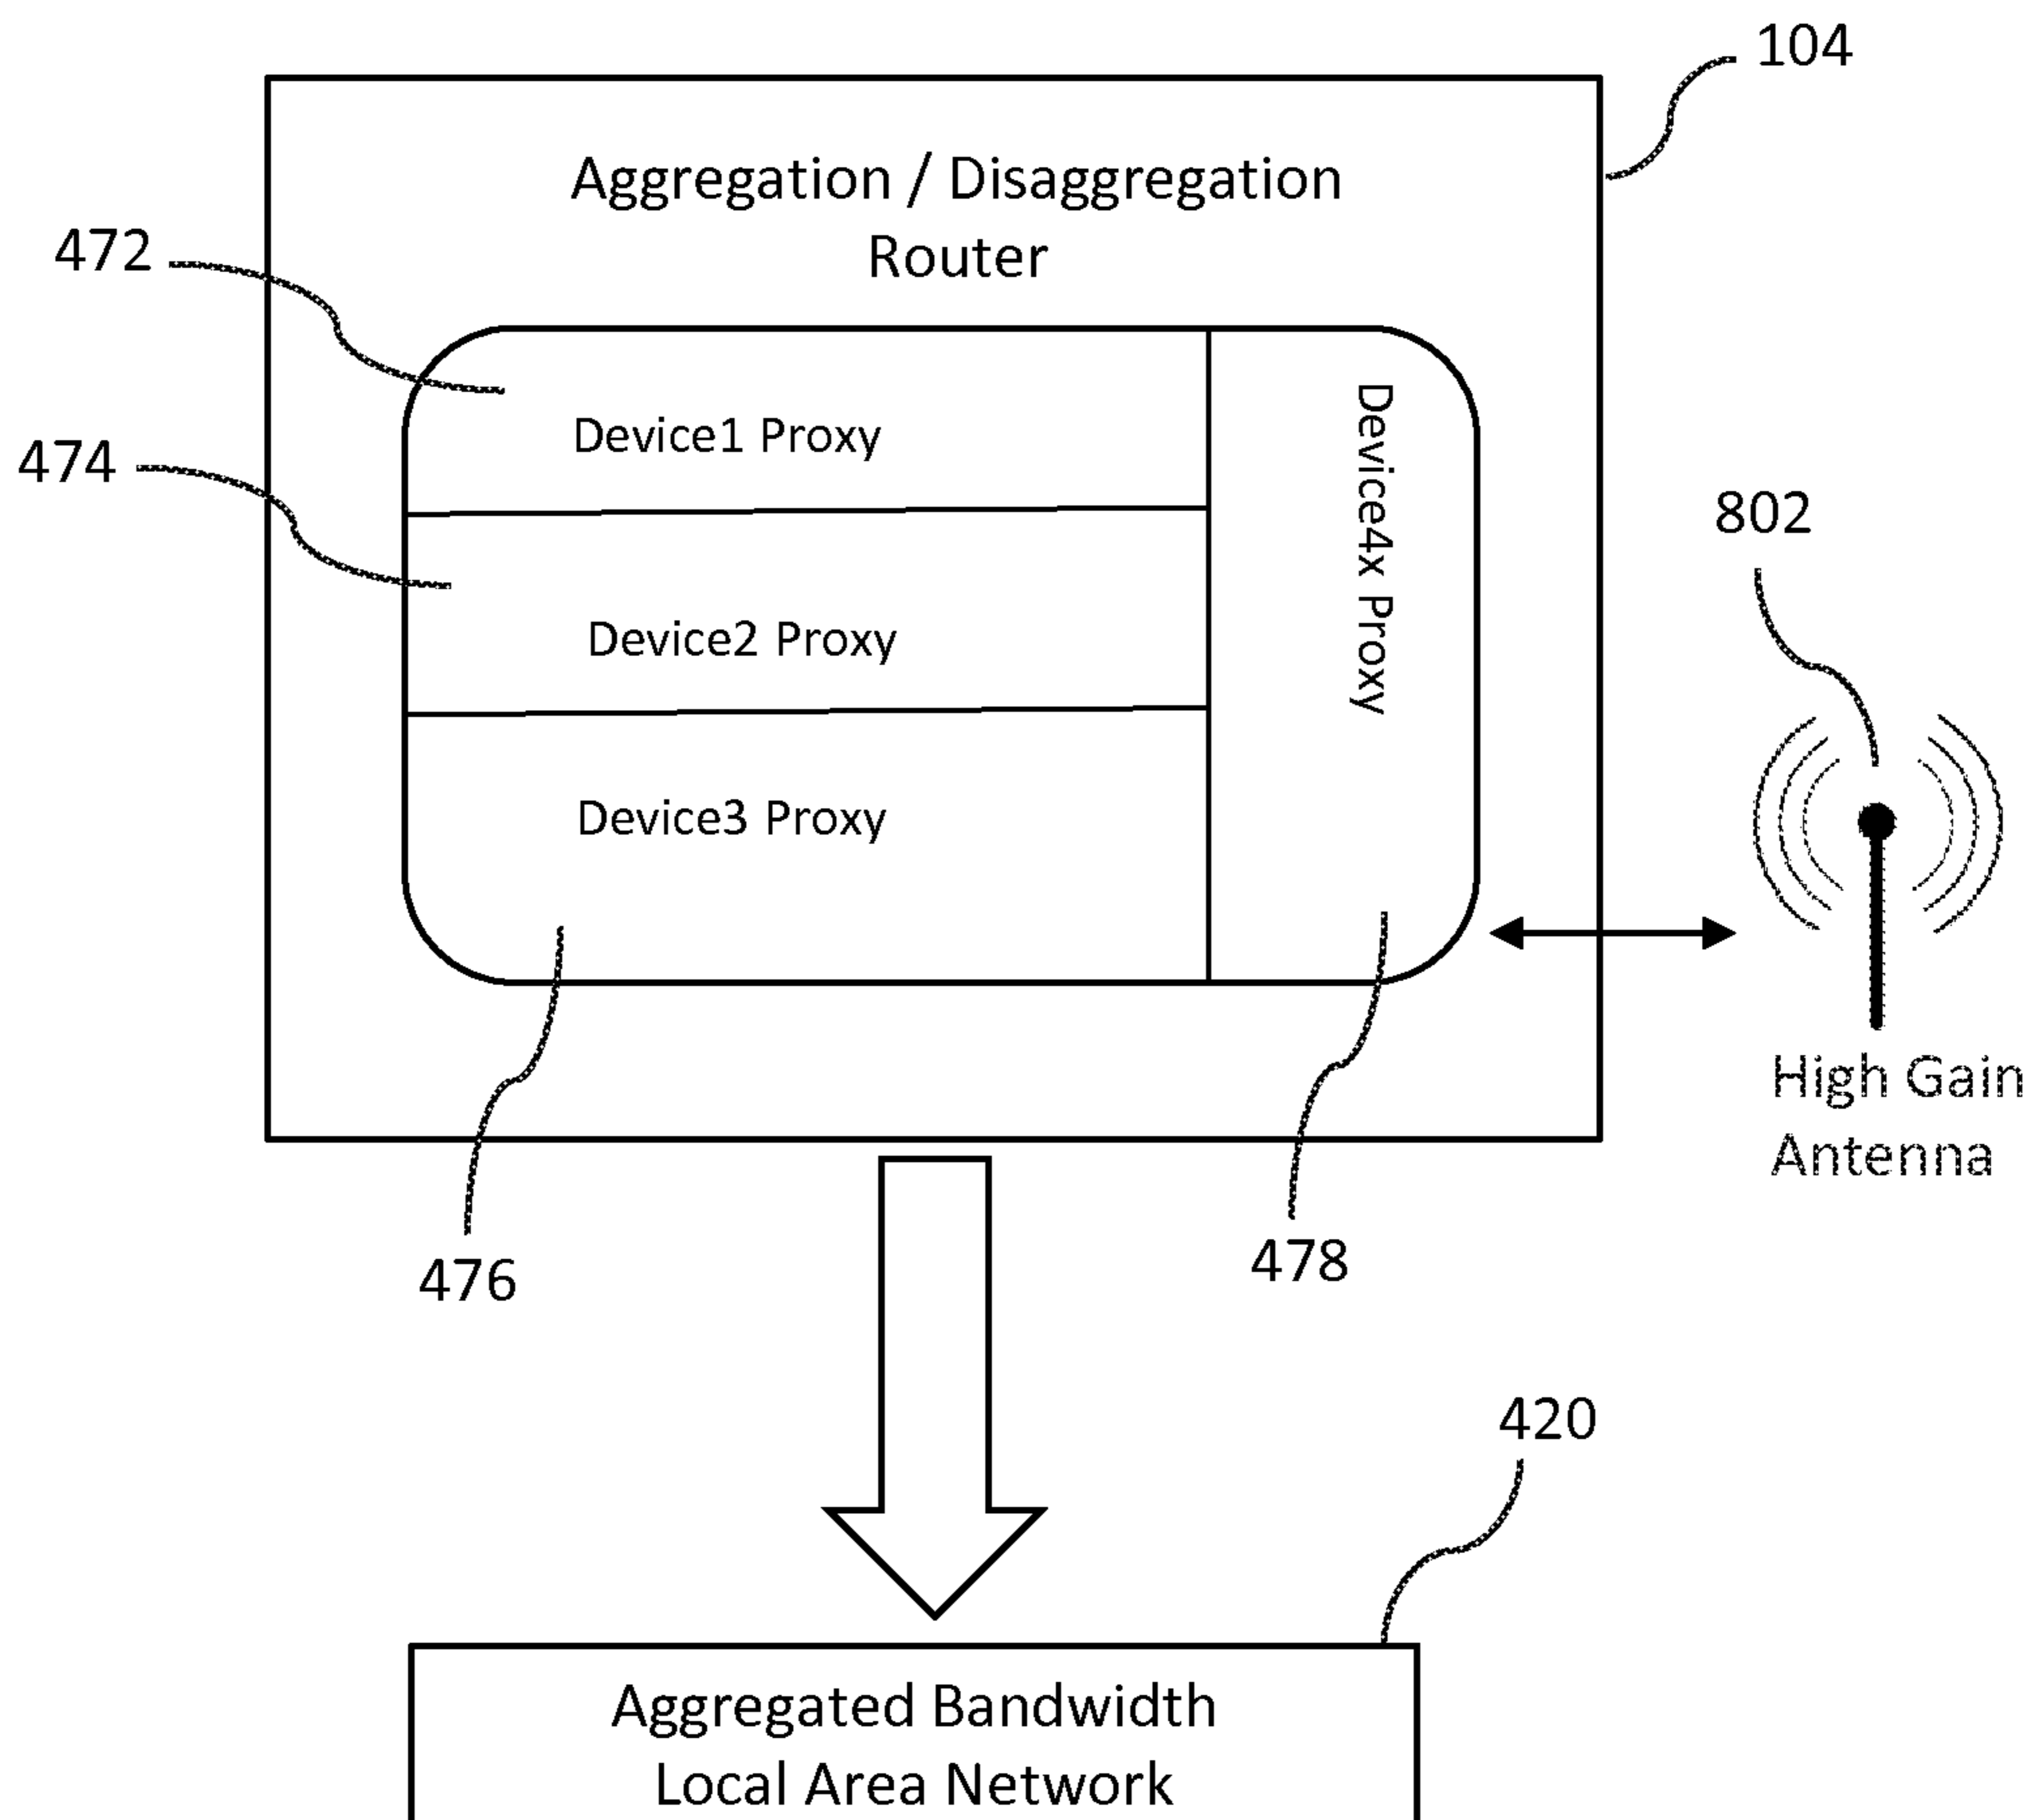 104
Aggregation / Disaggregation
Router
472
Device1 Proxy
474
Device2 Proxy
Device4x Proxy
802
Device3 Proxy
High Gain
Antenna
476
478
420
Aggregated Bandwidth
Local Area Network